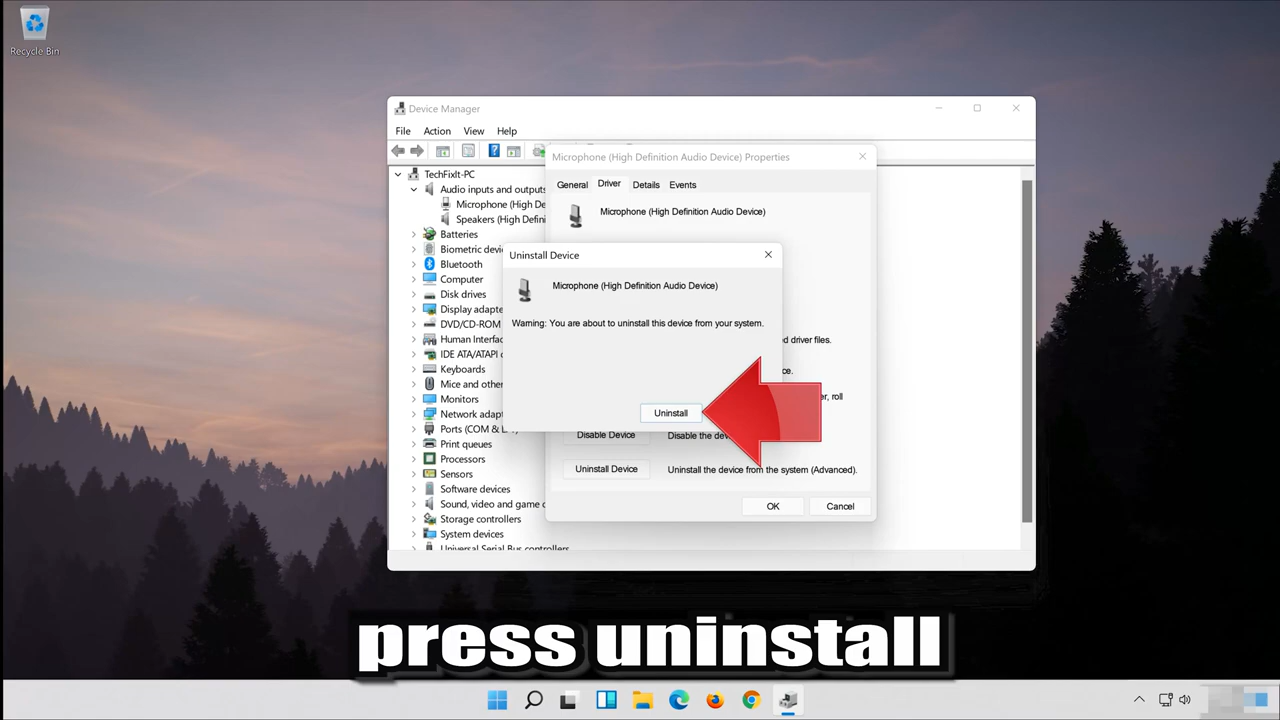 Recycle Bin
Device Manager
File Action View Help
TechFixIt-PC
Audio inputs and outputs
Microphone (High De
Speakers (High Defini
Batteries
Biometric devi
Bluetooth
Computer
Disk drives
Display adapte
DVD/CD-ROM
Human Interfac
IDE ATA/ATAPI c
Keyboards
Mice and other
Monitors
Network adapt
Ports (COM & L
Print queues
Processors
Sensors
Software devices
Sound, video and game c
Storage controllers
System devices
Universal Serial Bus controllers
Microphone (High Definition Audio Device) Properties
General Driver Details Events
Microphone (High Definition Audio Device)
Uninstall Device
Microphone (High Definition Audio Device)
Warning: You are about to uninstall this device from your system.
Uninstall
d driver files.
ce.
er, roll
Disable Device Disable the dev
Uninstall Device Uninstall the device from the system (Advanced).
OK Cancel
press uninstall